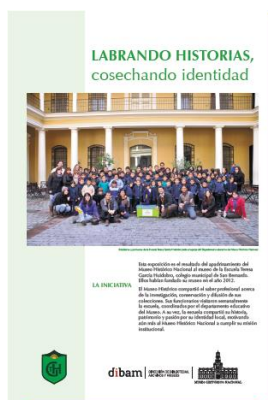 LABRANDO HISTORIAS,
cosechando identidad
LA INICIATIVA
Esta exposición es el resultado del apadrinamiento del
Museo Histórico Nacional al museo de la Escuela Teresa
García Huidobro, colegio municipal de San Bernardo.
Ellos habían fundado su museo en el año 2012.
El Museo Histórico compartió el saber profesional acerca
de la investigación, conservación y difusión de sus
colecciones. Sus funcionarios visitaron semanalmente
la escuela, coordinados por el departamento educativo
del Museo. A su vez, la escuela compartió su historia,
patrimonio y pasión por su identidad local, motivando
aún más al Museo Histórico Nacional a cumplir su misión
institucional.
dibam
MUSEO HISTORICO NACIONAL